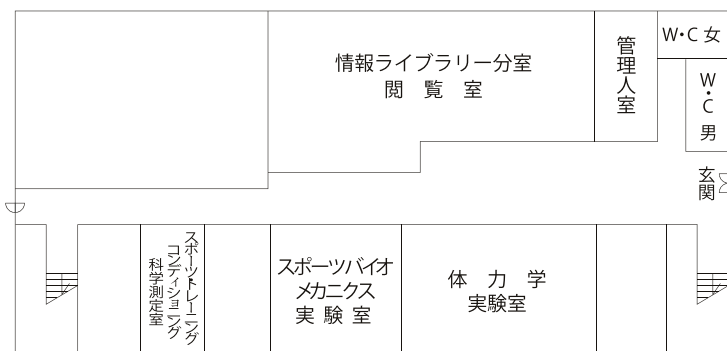 情報ライブラリー分室
閲 覧 室
管理人室
W・C 女
W・C 男
玄関
スポーツ・トレーニング
コンディショニング
科学測定室
スポーツバイオ
メカニクス
実 験 室
体 力 学
実験室